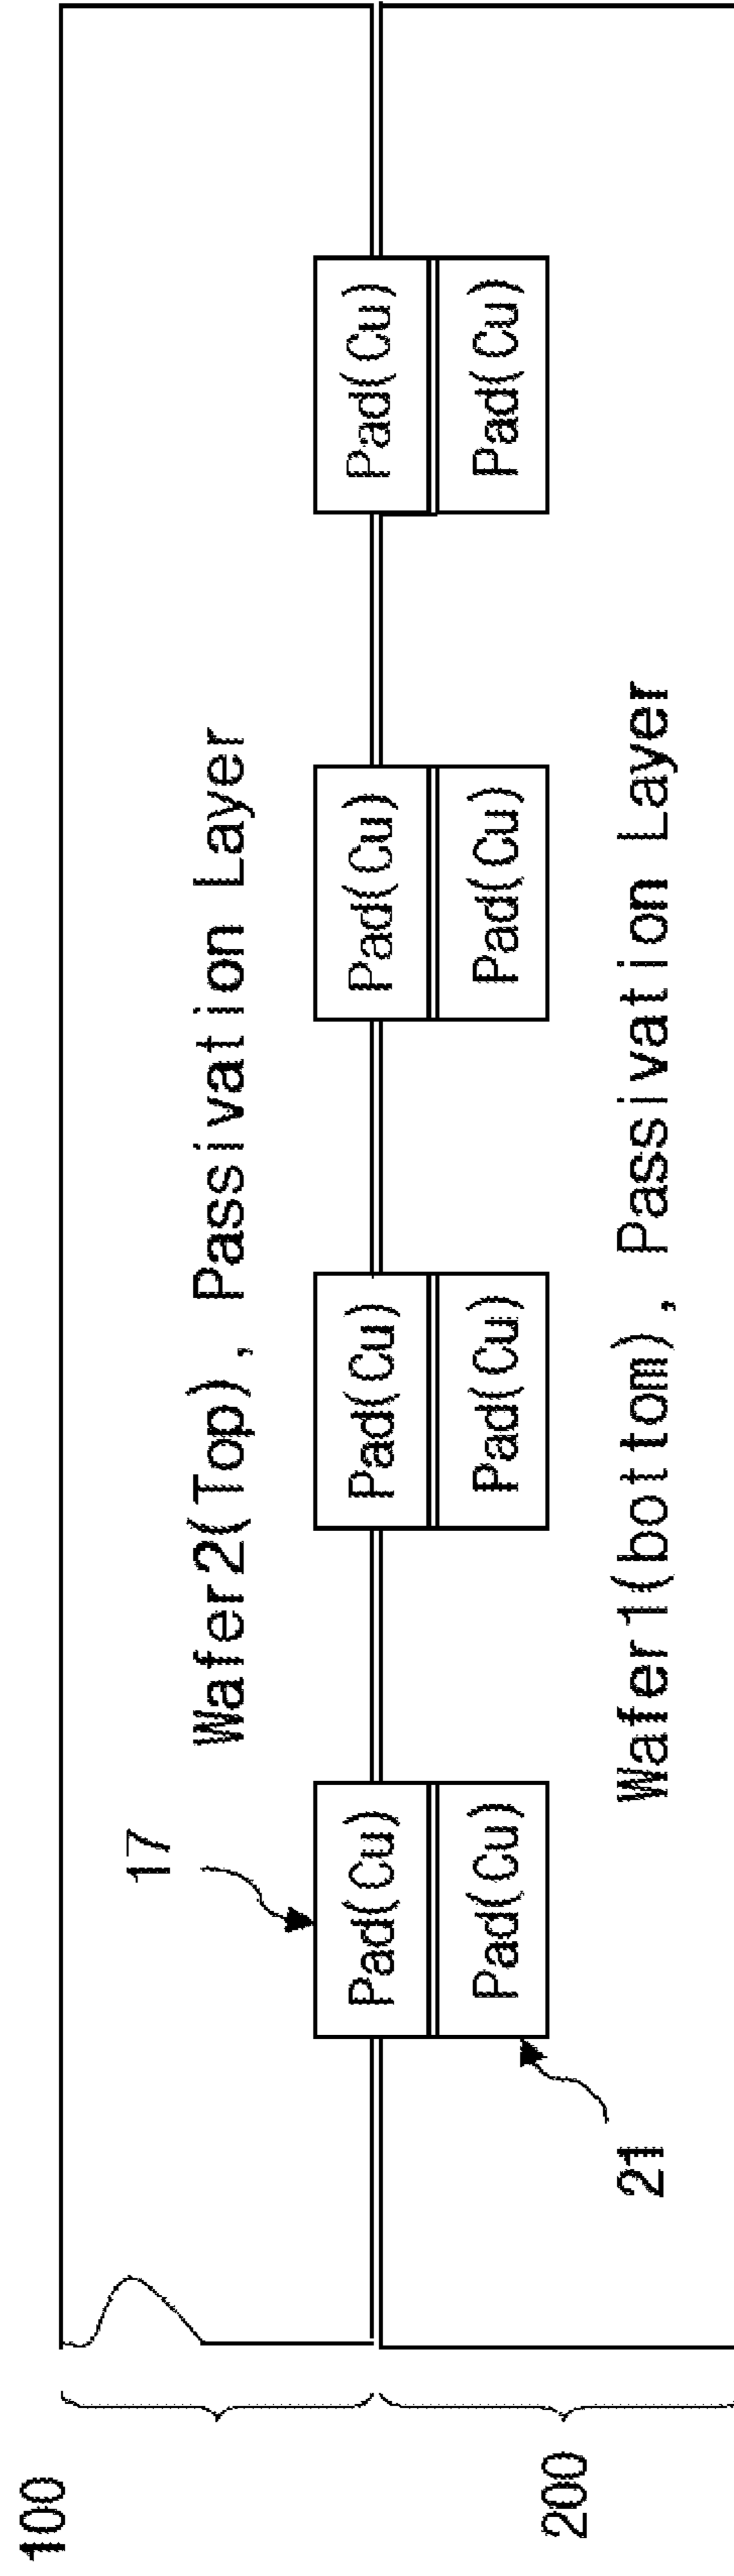 100
Wafer2(Top), Passivation Layer
17
Pad(Cu) Pad(Cu) Pad(Cu) Pad(Cu)
Pad(Cu) Pad(Cu) Pad(Cu) Pad(Cu)
21
200
Wafer1(bottom), Passivation Layer